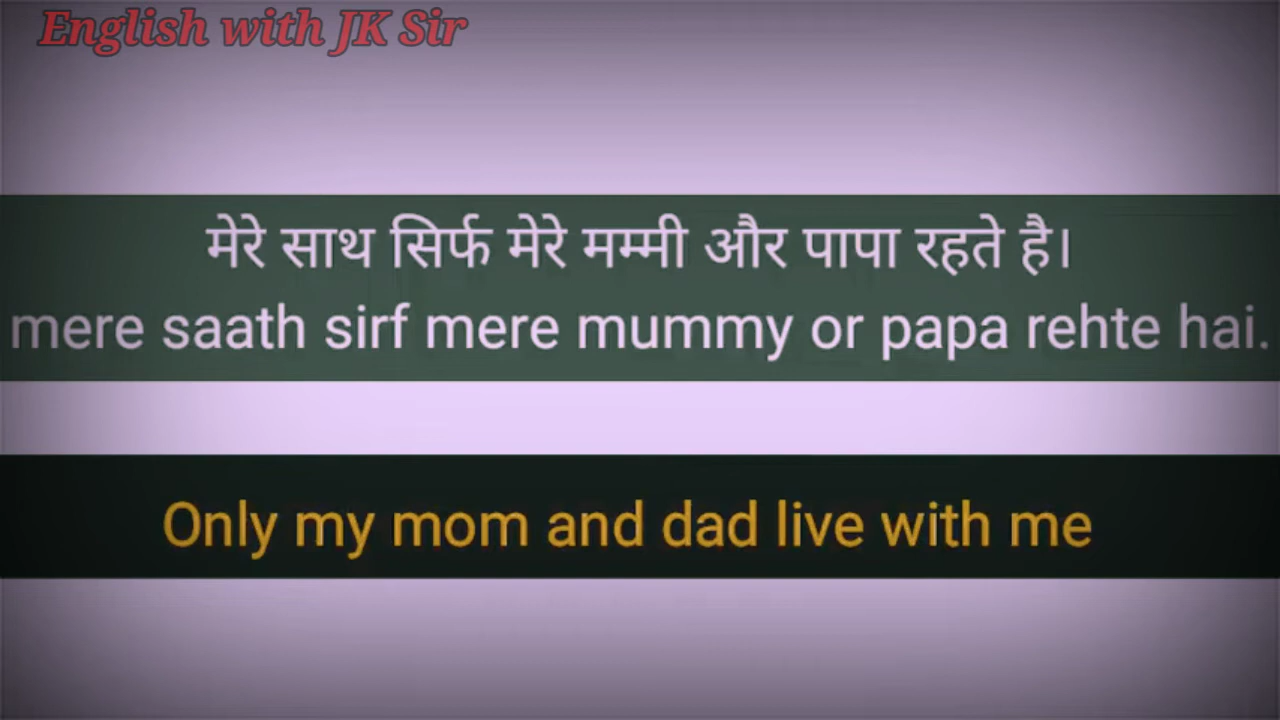 English with JK Sir
मेरे साथ सिर्फ मेरे मम्मी और पापा रहते है।
mere saath sirf mere mummy or papa rehte hai.
Only my mom and dad live with me